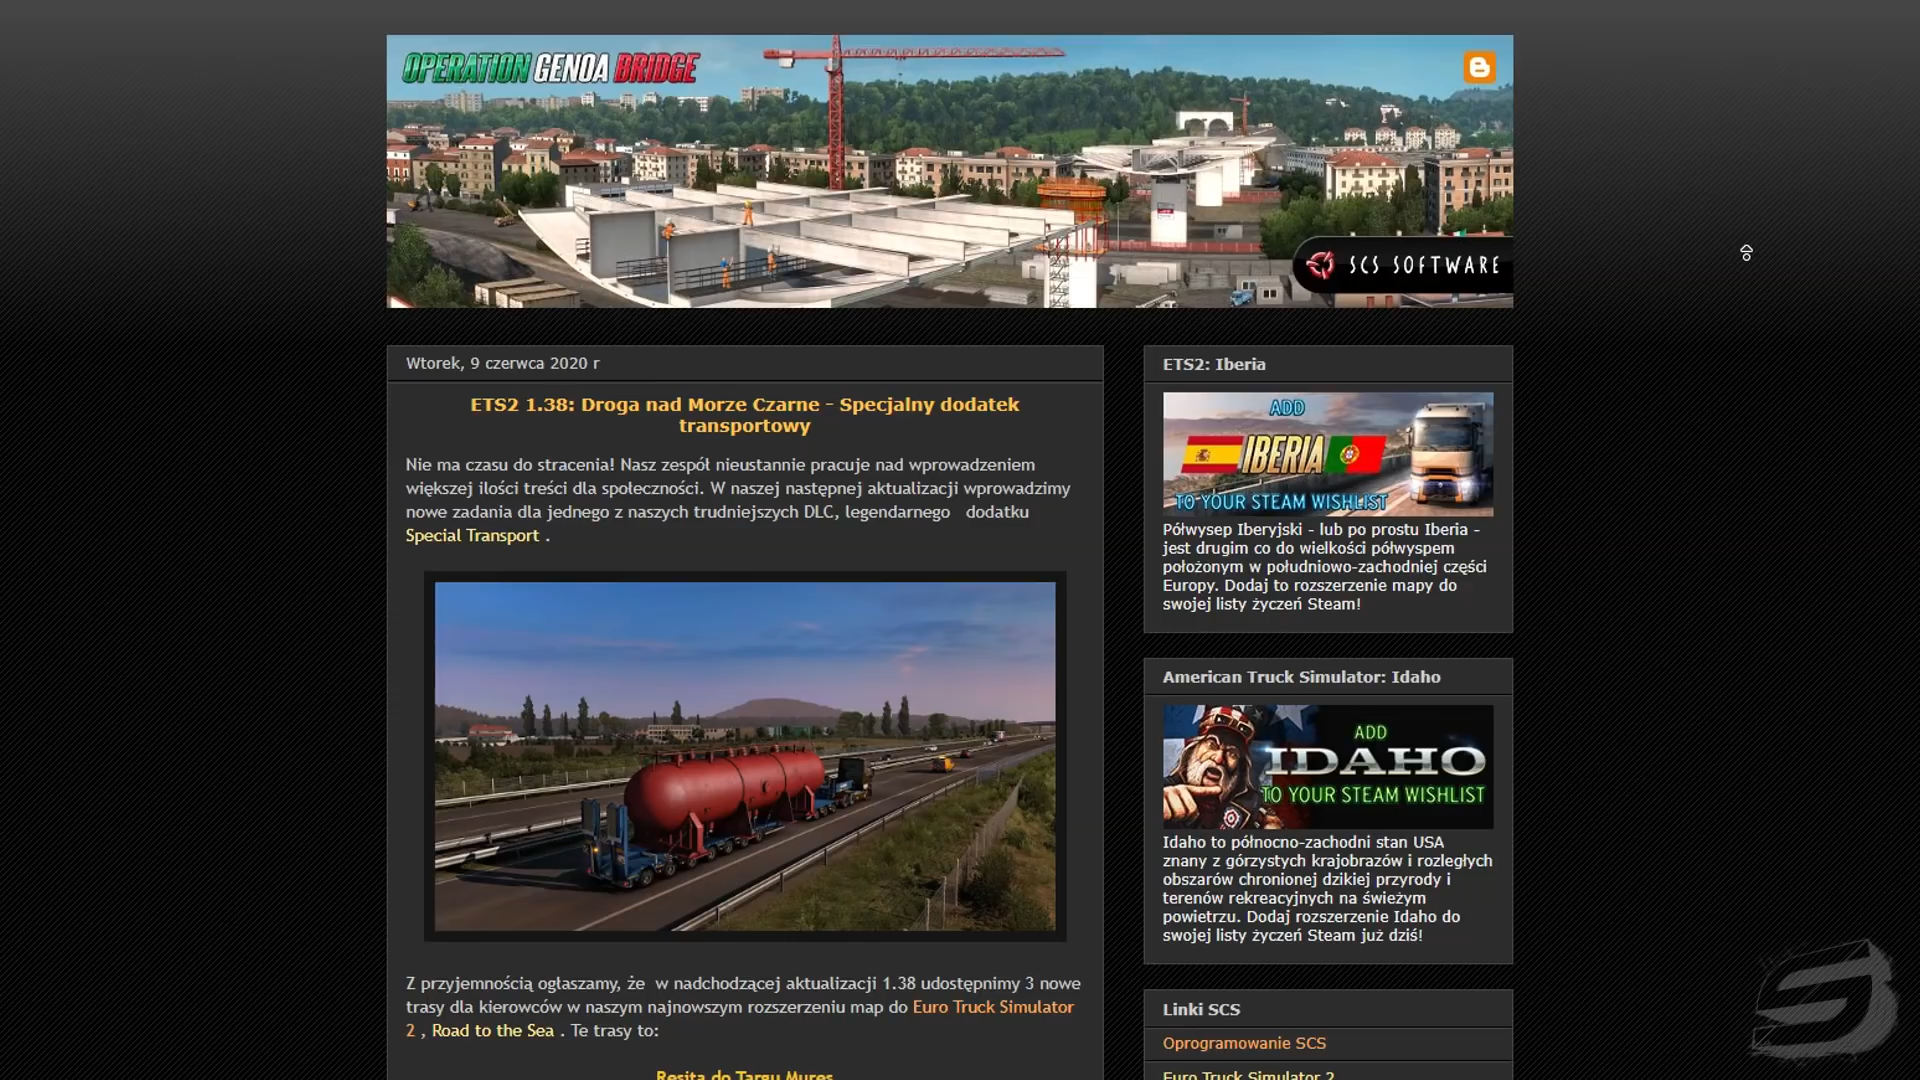 OPERATION GENOA BRIDGE
SCS SOFTWARE
Wtorek, 9 czerwca 2020 r
ETS2 1.38: Droga nad Morze Czarne - Specjalny dodatek
transportowy
Nie ma czasu do stracenia! Nasz zespół nieustannie pracuje nad wprowadzeniem
większej ilości treści dla społeczności. W naszej następnej aktualizacji wprowadzimy
nowe zadania dla jednego z naszych trudniejszych DLC, legendarnego dodatku
Special Transport .
Z przyjemnością ogłaszamy, że w nadchodzącej aktualizacji 1.38 udostępnimy 3 nowe
trasy dla kierowców w naszym najnowszym rozszerzeniu map do Euro Truck Simulator
2 , Road to the Sea . Te trasy to:
Resita do Targu Mures
ETS2: Iberia
ADD
IBERIA
TO YOUR STEAM WISHLIST
Półwysep Iberyjski - lub po prostu Iberia -
jest drugim co do wielkości półwyspem
położonym w południowo-zachodniej części
Europy. Dodaj to rozszerzenie mapy do
swojej listy życzeń Steam!
American Truck Simulator: Idaho
ADD
IDAHO
TO YOUR STEAM WISHLIST
Idaho to północno-zachodni stan USA
znany z górzystych krajobrazów i rozległych
obszarów chronionej dzikiej przyrody i
terenów rekreacyjnych na świeżym
powietrzu. Dodaj rozszerzenie Idaho do
swojej listy życzeń Steam już dziś!
Linki SCS
Oprogramowanie SCS
Euro Truck Simulator 2